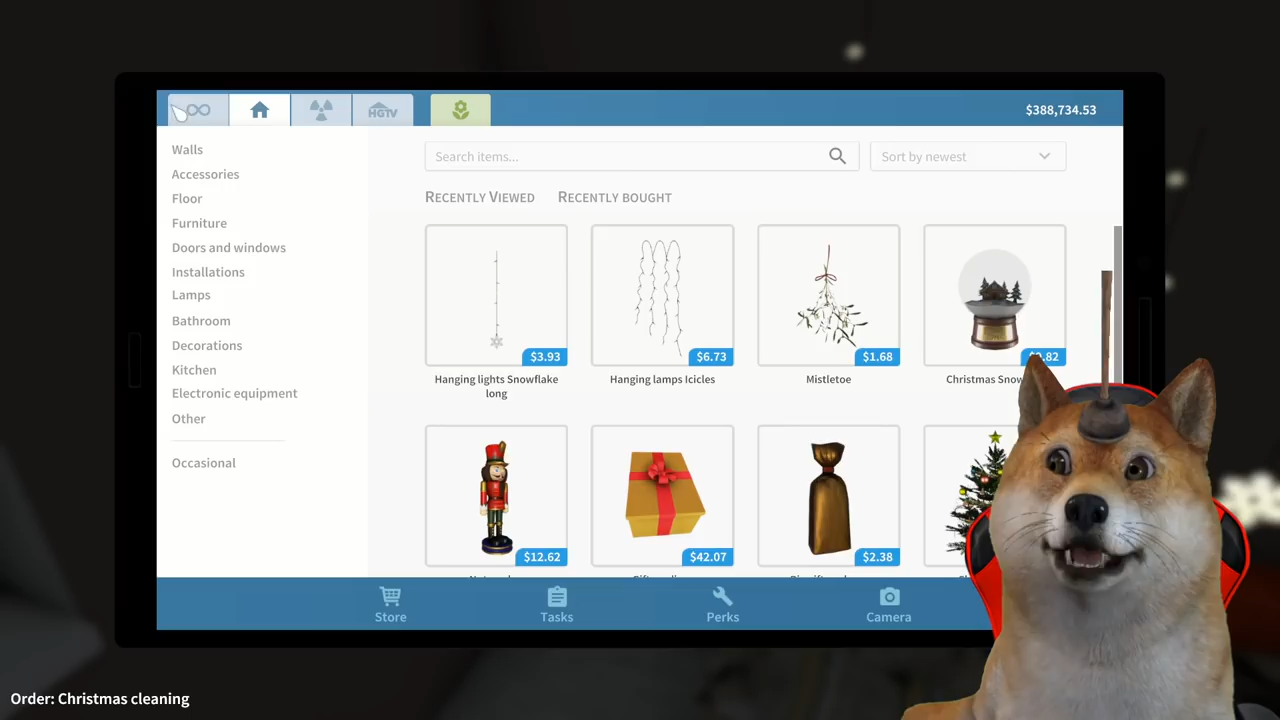 HGTV
$388,734.53
Walls
Accessories
Floor
Furniture
Doors and windows
Installations
Lamps
Bathroom
Decorations
Kitchen
Electronic equipment
Other
Occasional
Search items...
Sort by newest
RECENTLY VIEWED
RECENTLY BOUGHT
$3.93
$6.73
$1.68
Hanging lights Snowflake
long
Hanging lamps Icicles
Mistletoe
Christmas
$12.62
$42.07
$2.38
Store
Tasks
Perks
Camera
Order: Christmas cleaning